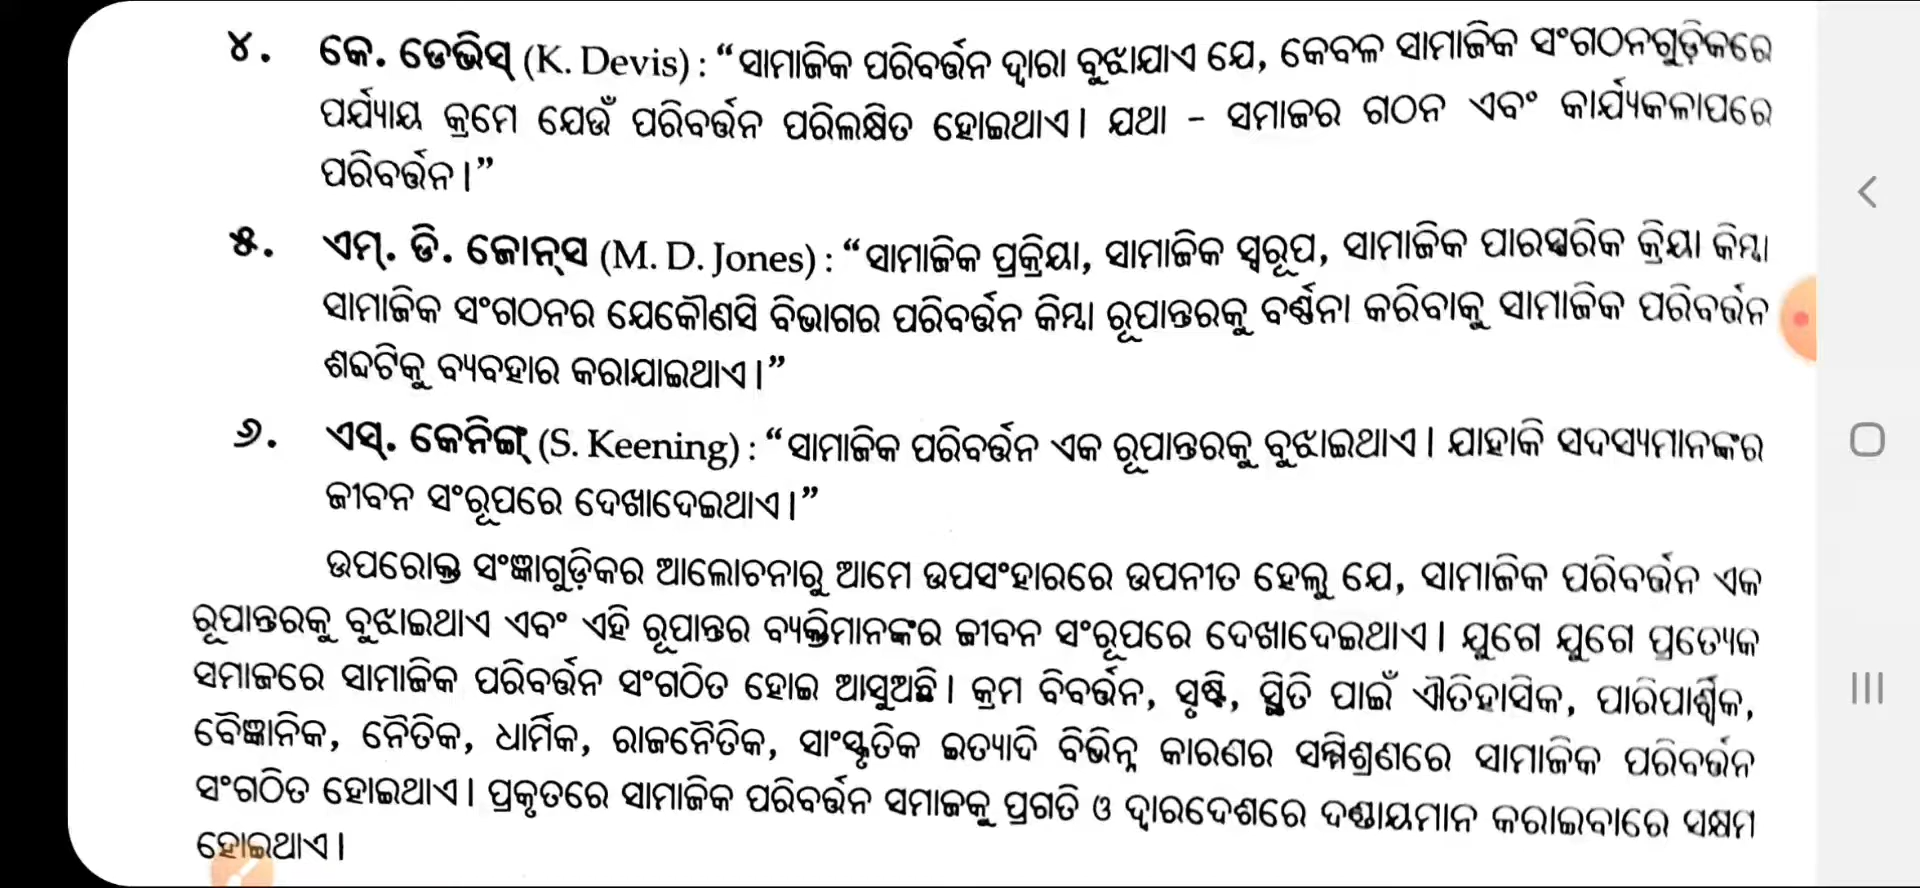 ୪. କେ. ଡେଭିସ୍ (K. Devis) : “ସାମାଜିକ ପରିବର୍ତ୍ତନ ଦ୍ୱାରା ବୁଝାଯାଏ ଯେ, କେବଳ ସାମାଜିକ ସଂଗଠନଗୁଡ଼ିକରେ
ପର୍ଯ୍ୟାୟ କ୍ରମେ ଯେଉଁ ପରିବର୍ତ୍ତନ ପରିଲକ୍ଷିତ ହୋଇଥାଏ। ଯଥା – ସମାଜର ଗଠନ ଏବଂ କାର୍ଯ୍ୟକଳାପରେ
ପରିବର୍ତ୍ତନ।”
୫. ଏମ୍. ଡି. ଜୋନ୍‌ସ (M. D. Jones) : “ସାମାଜିକ ପ୍ରକ୍ରିୟା, ସାମାଜିକ ସ୍ୱରୂପ, ସାମାଜିକ ପାରସ୍ପରିକ କ୍ରିୟା କିମ୍ବା
ସାମାଜିକ ସଂଗଠନର ଯେକୌଣସି ବିଭାଗର ପରିବର୍ତ୍ତନ କିମ୍ବା ରୂପାନ୍ତରକୁ ବର୍ଣ୍ଣନା କରିବାକୁ ସାମାଜିକ ପରିବର୍ତ୍ତନ
ଶବ୍ଦଟିକୁ ବ୍ୟବହାର କରାଯାଇଥାଏ।”
୬. ଏସ୍. କେନିଙ୍ଗ୍ (S. Keening) : “ସାମାଜିକ ପରିବର୍ତ୍ତନ ଏକ ରୂପାନ୍ତରକୁ ବୁଝାଇଥାଏ। ଯାହାକି ସଦସ୍ୟମାନଙ୍କର
ଜୀବନ ସଂରୂପରେ ଦେଖାଦେଇଥାଏ।”
ଉପରୋକ୍ତ ସଂଜ୍ଞାଗୁଡ଼ିକର ଆଲୋଚନାରୁ ଆମେ ଉପସଂହାରରେ ଉପନୀତ ହେଲୁ ଯେ, ସାମାଜିକ ପରିବର୍ତ୍ତନ ଏକ
ରୂପାନ୍ତରକୁ ବୁଝାଇଥାଏ ଏବଂ ଏହି ରୂପାନ୍ତର ବ୍ୟକ୍ତିମାନଙ୍କର ଜୀବନ ସଂରୂପରେ ଦେଖାଦେଇଥାଏ। ଯୁଗେ ଯୁଗେ ପ୍ରତ୍ୟେକ
ସମାଜରେ ସାମାଜିକ ପରିବର୍ତ୍ତନ ସଂଗଠିତ ହୋଇ ଆସୁଅଛି। କ୍ରମ ବିବର୍ତ୍ତନ, ସୃଷ୍ଟି, ସ୍ଥିତି ପାଇଁ ଐତିହାସିକ, ପାରିପାର୍ଶ୍ୱିକ,
ବୈଜ୍ଞାନିକ, ନୈତିକ, ଧାର୍ମିକ, ରାଜନୈତିକ, ସାଂସ୍କୃତିକ ଇତ୍ୟାଦି ବିଭିନ୍ନ କାରଣର ସମ୍ମିଶ୍ରଣରେ ସାମାଜିକ ପରିବର୍ତ୍ତନ
ସଂଗଠିତ ହୋଇଥାଏ। ପ୍ରକୃତରେ ସାମାଜିକ ପରିବର୍ତ୍ତନ ସମାଜକୁ ପ୍ରଗତି ଓ ଦ୍ୱାରଦେଶରେ ଦଣ୍ଡାୟମାନ କରାଇବାରେ ସକ୍ଷମ
ହୋଇଥାଏ।